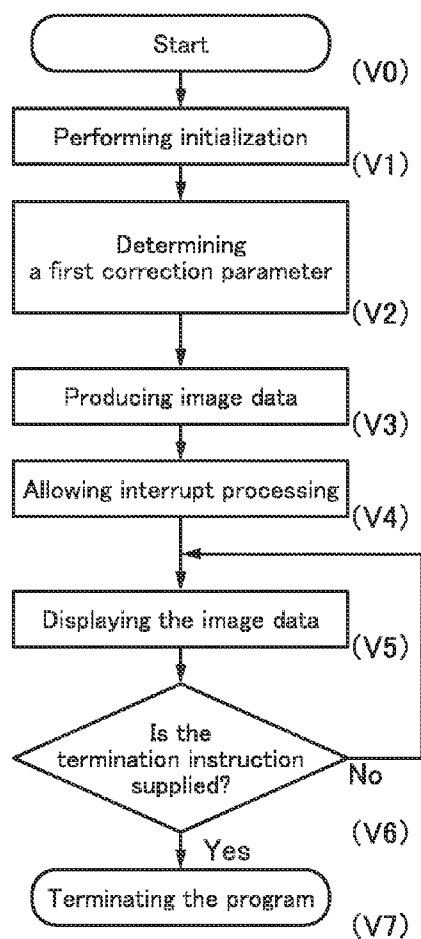 Start
(V0)
Performing initialization
(V1)
Determining
a first correction parameter
(V2)
Producing image data
(V3)
Allowing interrupt processing
(V4)
Displaying the image data
(V5)
Is the
termination instruction
supplied?
No
(V6)
Yes
Terminating the program
(V7)